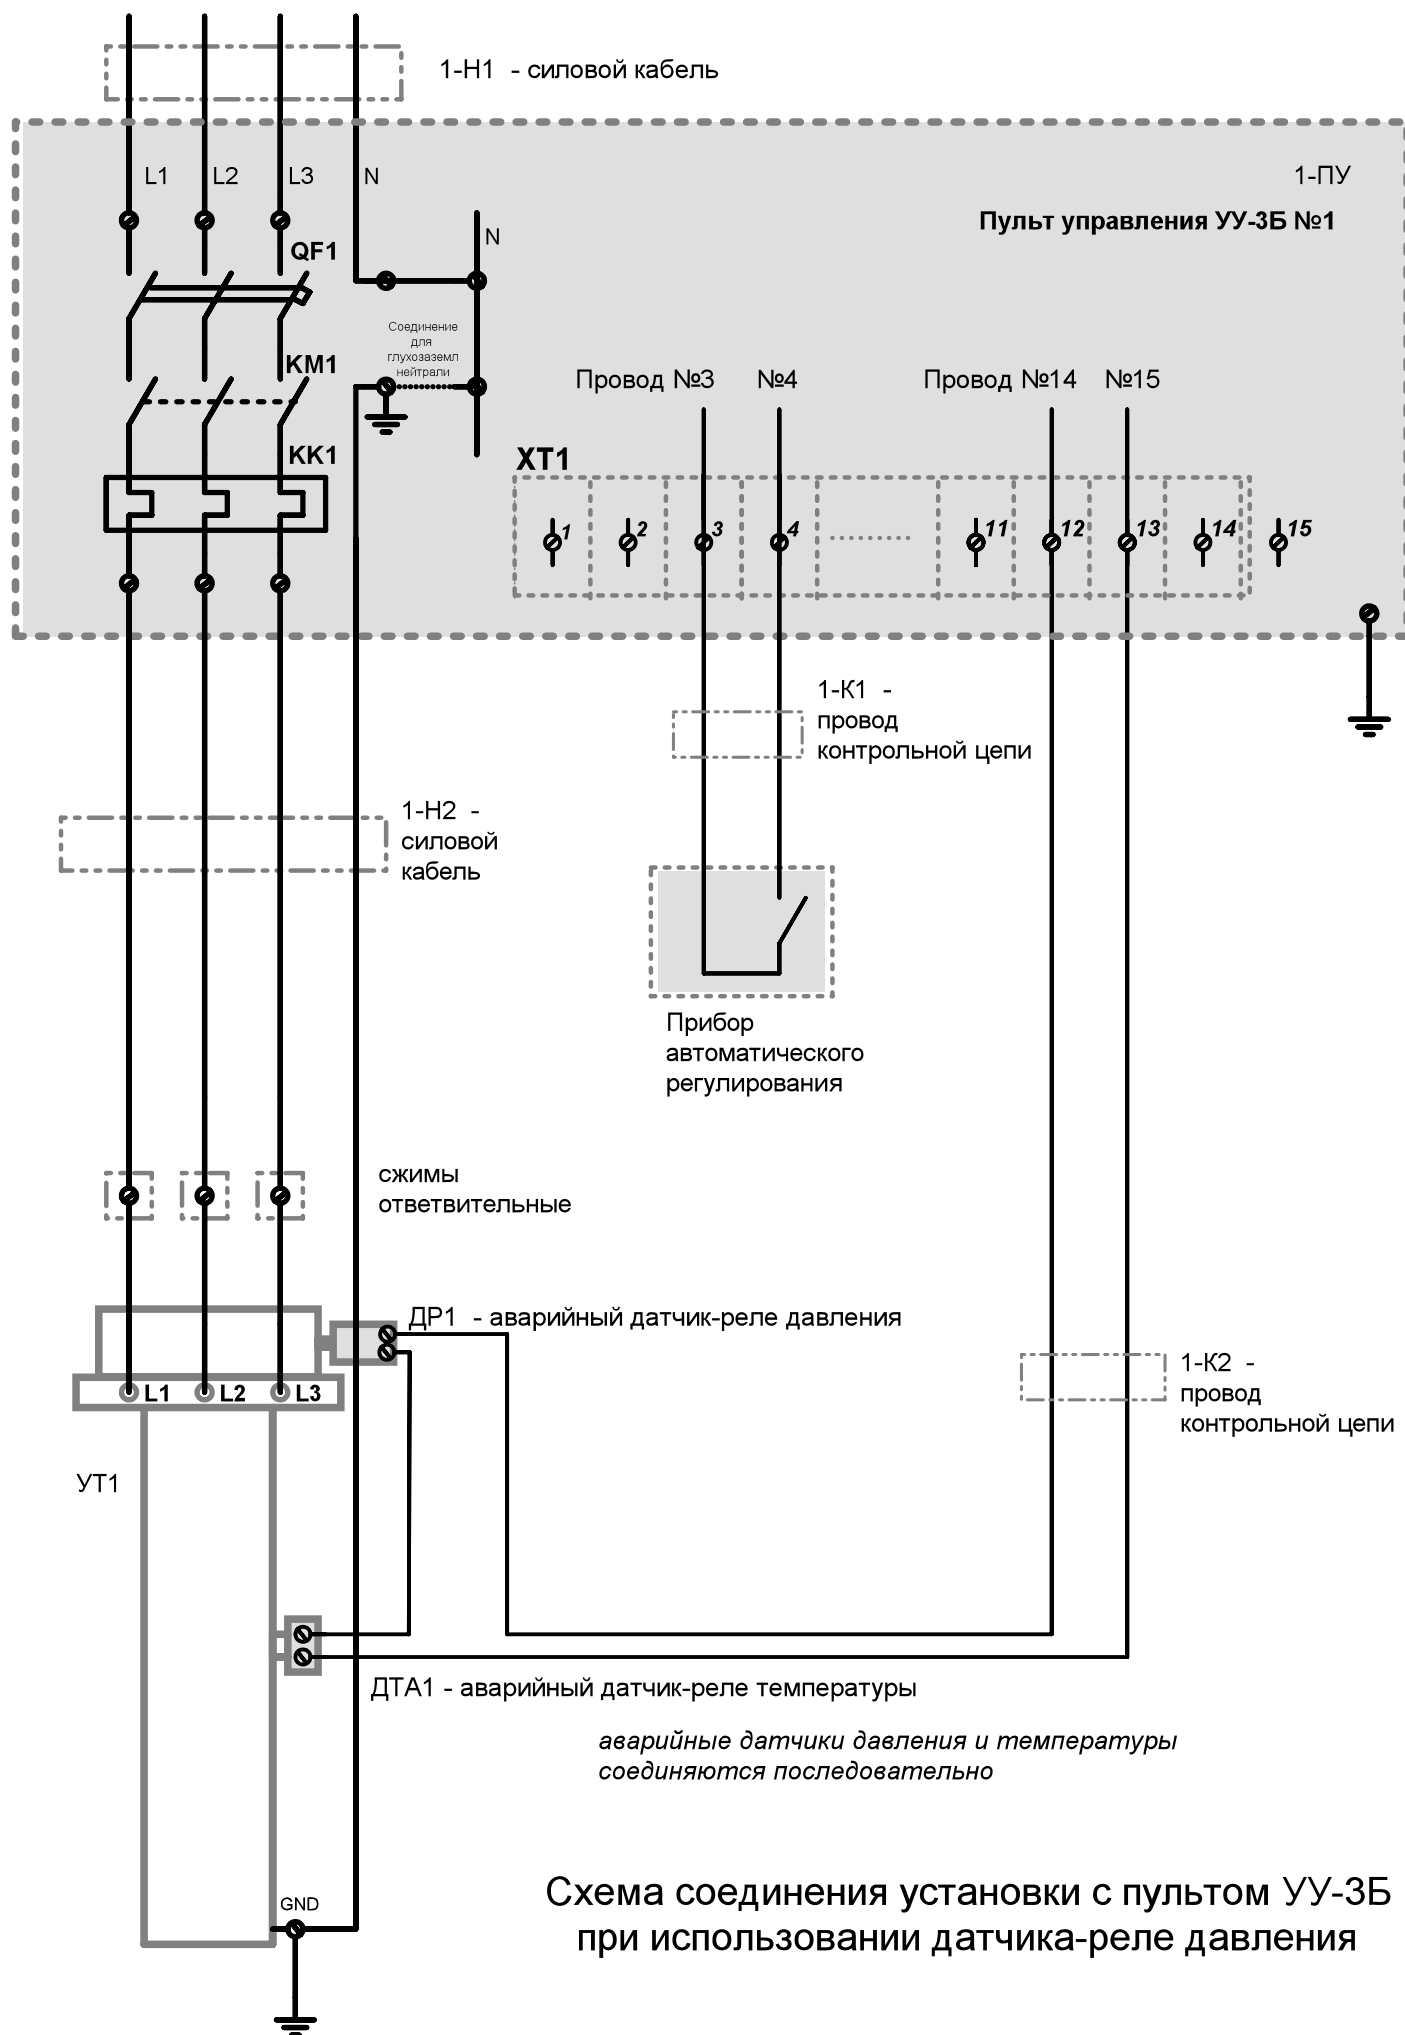 1-Н1 - силовой кабель
L1
L2
L3
N
1-ПУ
Пульт управления УУ-3Б №1
QF1
N
Соединение
для
глухозаземл
нейтрали
KM1
Провод №3
№4
Провод №14
№15
KK1
XT1
1
2
3
4
11
12
13
14
15
1-К1 -
провод
контрольной цепи
1-Н2 -
силовой
кабель
Прибор
автоматического
регулирования
сжимы
ответвительные
ДР1 - аварийный датчик-реле давления
L1
L2
L3
1-К2 -
провод
контрольной цепи
УТ1
ДТА1 - аварийный датчик-реле температуры
аварийные датчики давления и температуры
соединяются последовательно
GND
Схема соединения установки с пультом УУ-3Б
при использовании датчика-реле давления